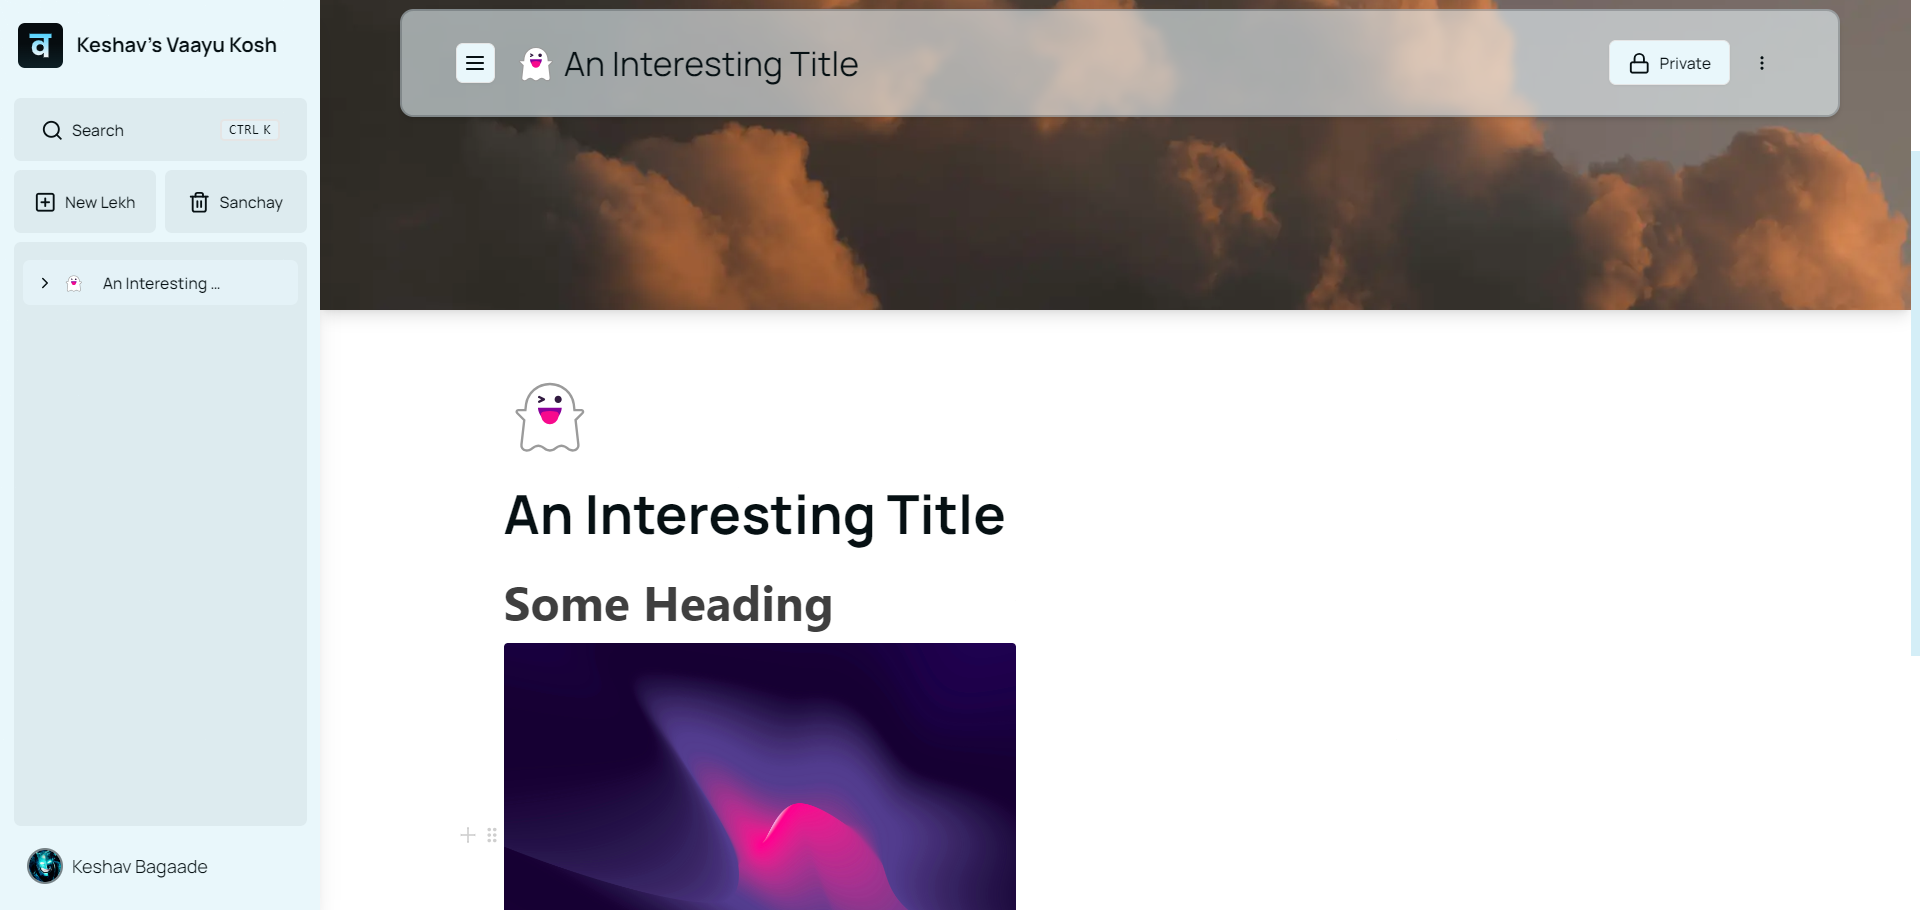 व
Keshav's Vaayu Kosh
Search
CTRL K
New Lekh
Sanchay
An Interesting ...
Keshav Bagaade
An Interesting Title
Private
An Interesting Title
Some Heading